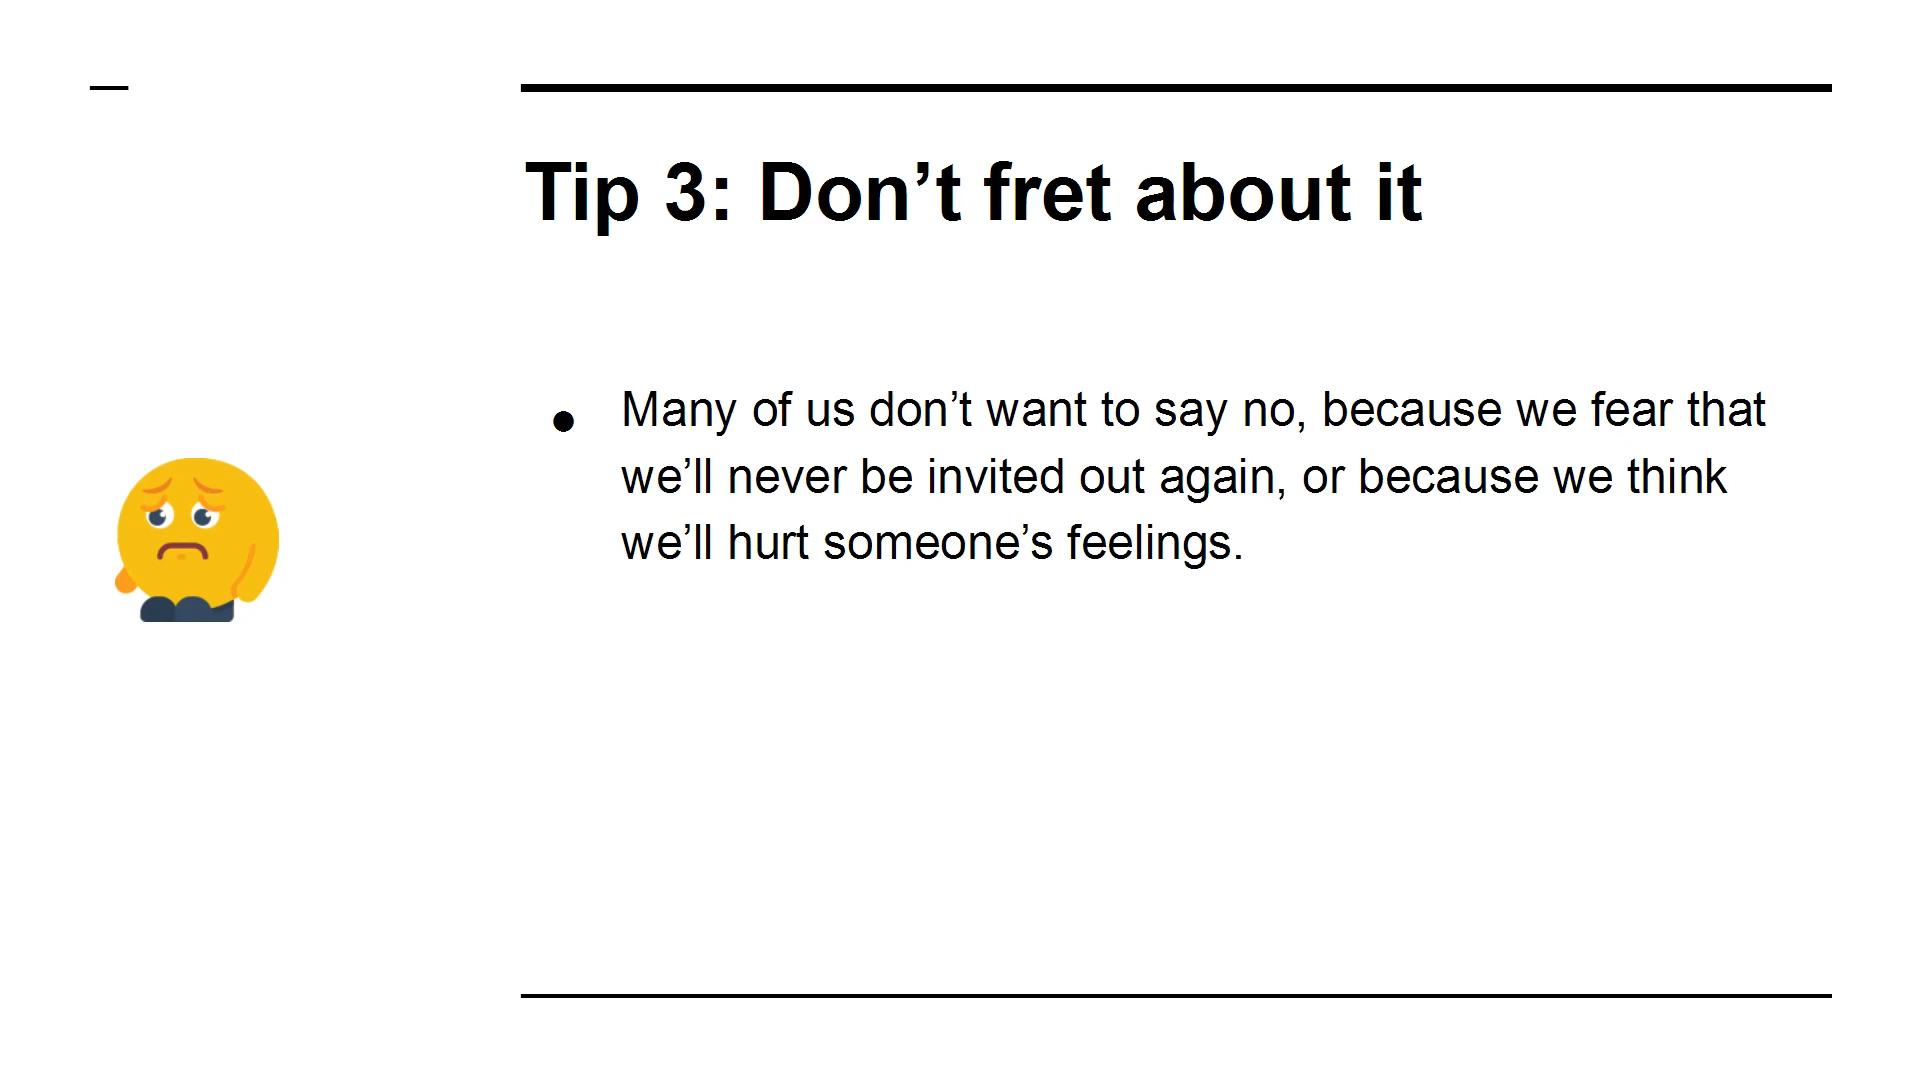 Tip 3: Don’t fret about it
● Many of us don’t want to say no, because we fear that
we’ll never be invited out again, or because we think
we’ll hurt someone’s feelings.